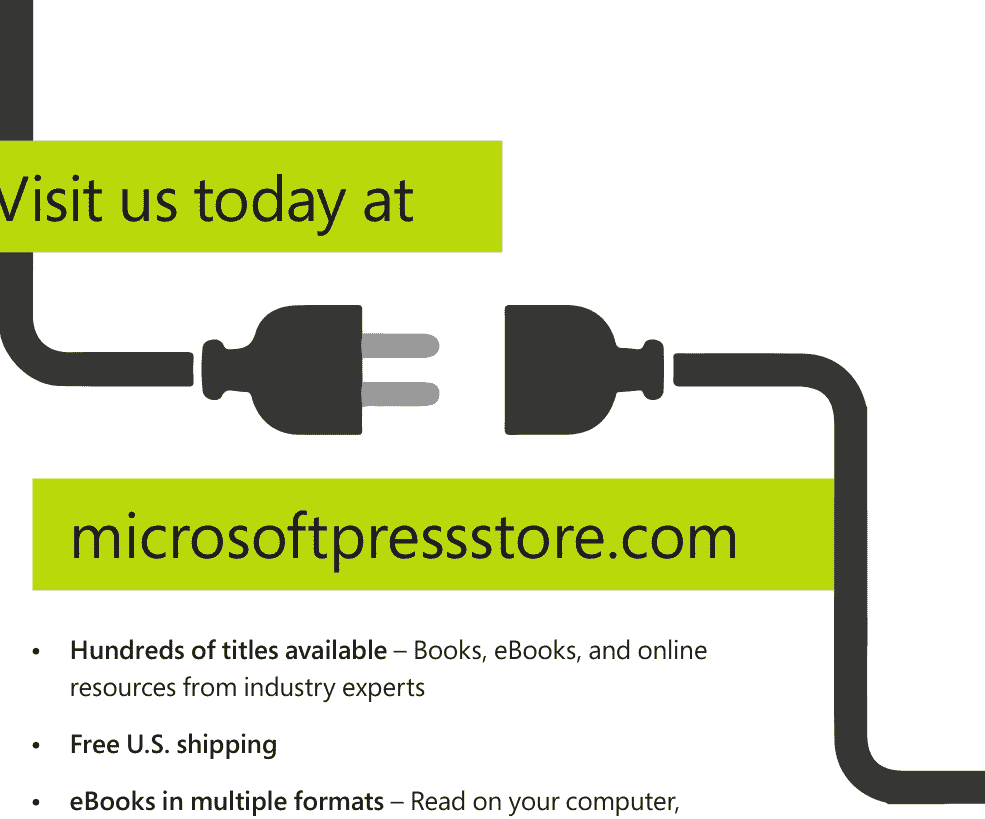 Visit us today at
microsoftpressstore.com
• Hundreds of titles available – Books, eBooks, and online
resources from industry experts
• Free U.S. shipping
• eBooks in multiple formats – Read on your computer,